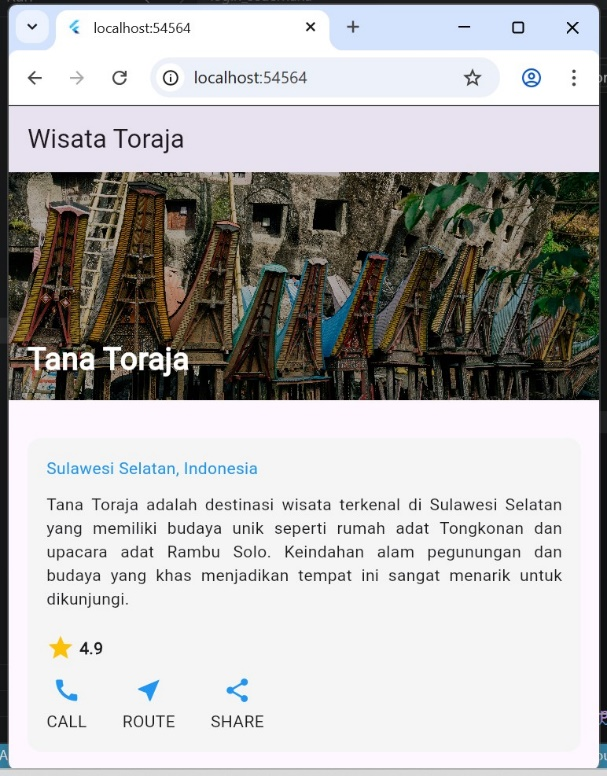 localhost:54564
localhost:54564
Wisata Toraja
Tana Toraja
Sulawesi Selatan, Indonesia
Tana Toraja adalah destinasi wisata terkenal di Sulawesi Selatan
yang memiliki budaya unik seperti rumah adat Tongkonan dan
upacara adat Rambu Solo. Keindahan alam pegunungan dan
budaya yang khas menjadikan tempat ini sangat menarik untuk
dikunjungi.
4.9
CALL ROUTE SHARE